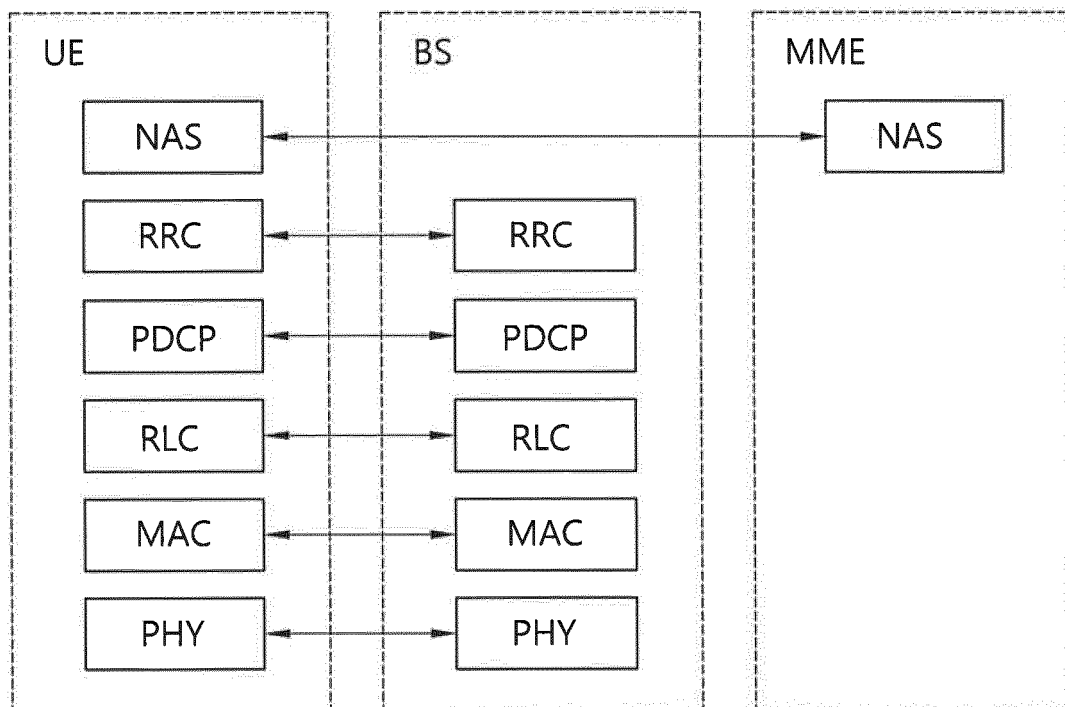 UE BS MME
NAS NAS
RRC RRC
PDCP PDCP
RLC RLC
MAC MAC
PHY PHY